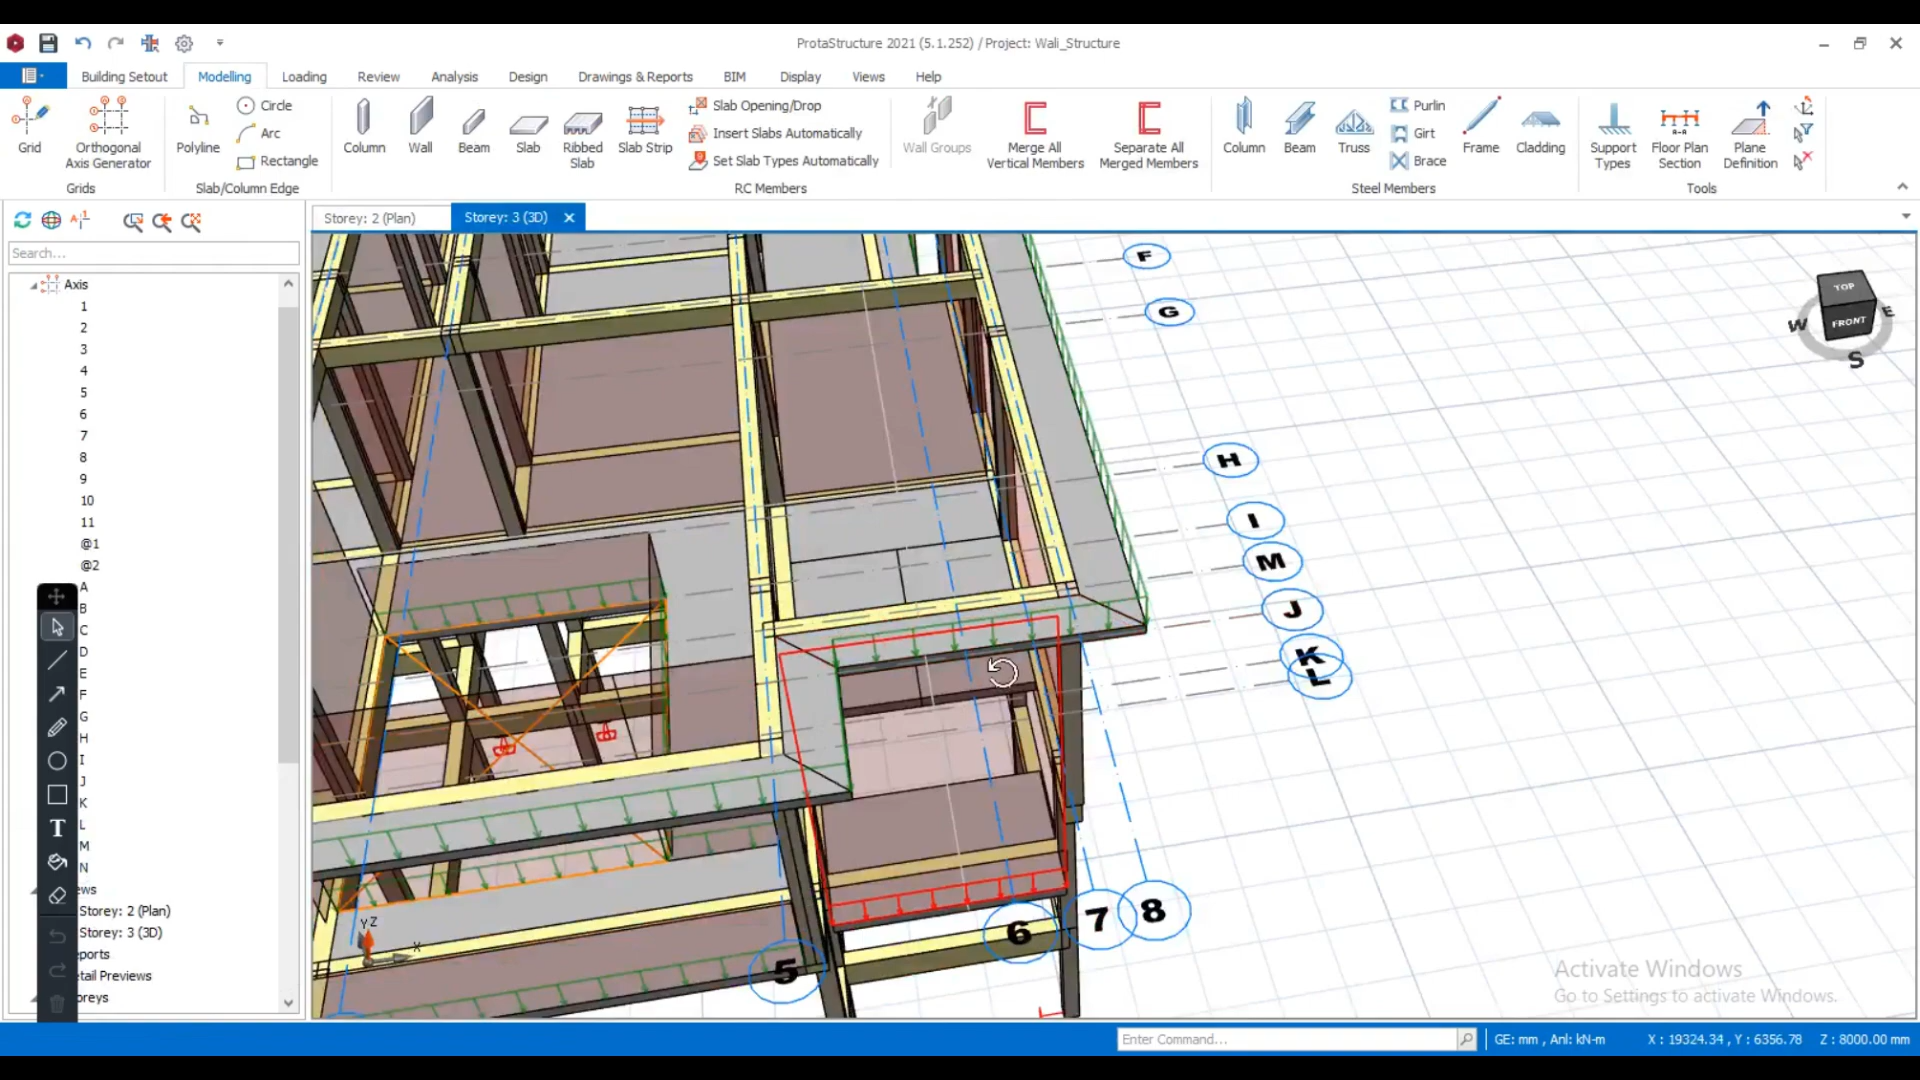 ProtaStructure 2021 (5.1.252) / Project: Wali_Structure
Building Setout
Modelling
Loading
Review
Analysis
Design
Drawings & Reports
BIM
Display
Views
Help
Grid
Orthogonal
Axis Generator
Grids
Polyline
Circle
Arc
Rectangle
Slab/Column Edge
Column
Wall
Beam
Slab
Ribbed
Slab
Slab Strip
Slab Opening/Drop
Insert Slabs Automatically
Set Slab Types Automatically
RC Members
Wall Groups
Merge All
Vertical Members
Separate All
Merged Members
Column
Beam
Truss
Purlin
Girt
Brace
Frame
Cladding
Steel Members
Support
Types
Floor Plan
Section
Plane
Definition
Tools
Search...
Axis
1
2
3
4
5
6
7
8
9
10
11
@1
@2
A
B
C
D
E
F
G
H
I
J
K
L
M
N
ews
Storey: 2 (Plan)
Storey: 3 (3D)
eports
etail Previews
oreys
T
Storey: 2 (Plan)
Storey: 3 (3D)
F
G
H
I
M
J
K
L
5
6
7
8
TOP
FRONT
W
E
S
Y Z
X
Activate Windows
Go to Settings to activate Windows.
Enter Command...
GE: mm , Anl: kN-m
X : 19324.34 , Y : 6356.78
Z : 8000.00 mm